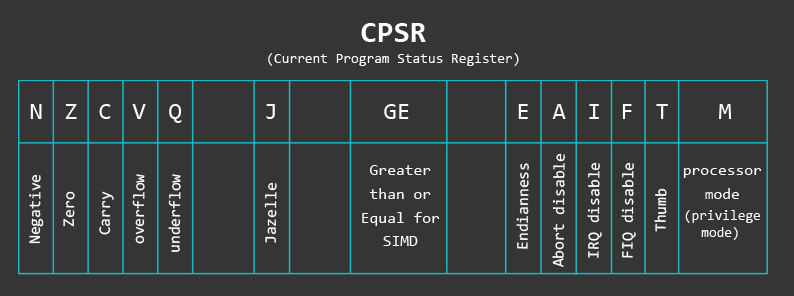 CPSR
(Current Program Status Register)
N Z C V Q J GE E A I F T M
Negative
Zero
Carry
overflow
underflow
Jazelle
Greater
than or
Equal for
SIMD
Endianness
Abort disable
IRQ disable
FIQ disable
Thumb
processor
mode
(privilege
mode)